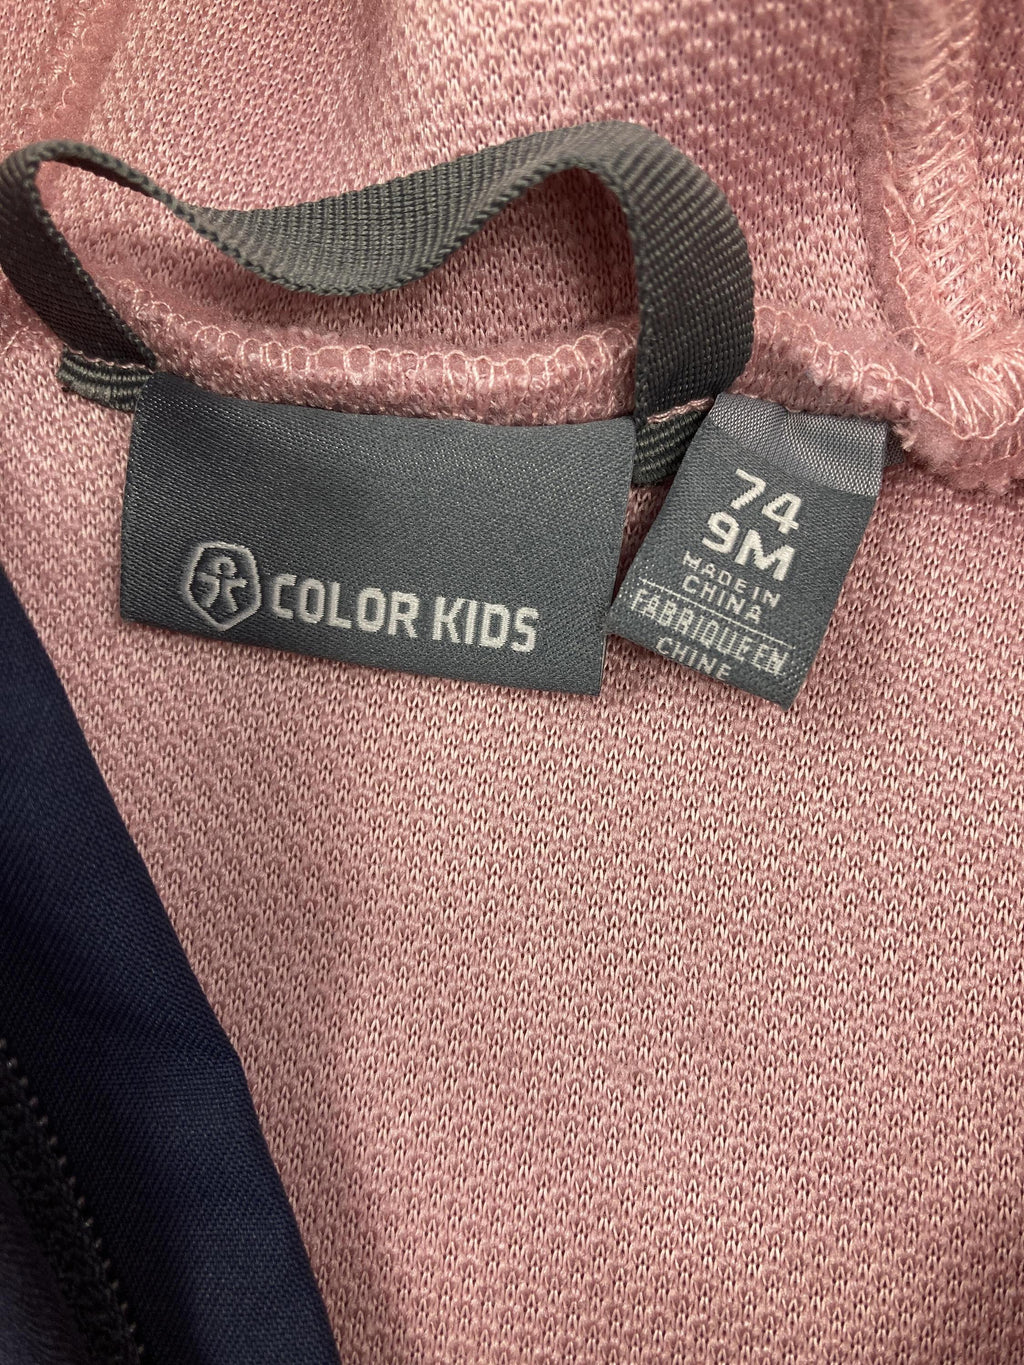 COLOR KIDS
74
9M
MADE IN
CHINA
FABRIQUÉ EN
CHINE